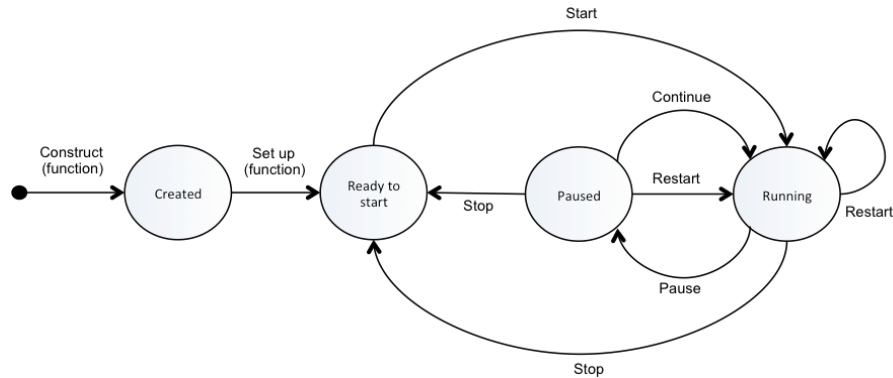 Start
Continue
Construct
(function)
Set up
(function)
Created
Ready to
start
Stop
Paused
Restart
Running
Restart
Pause
Stop